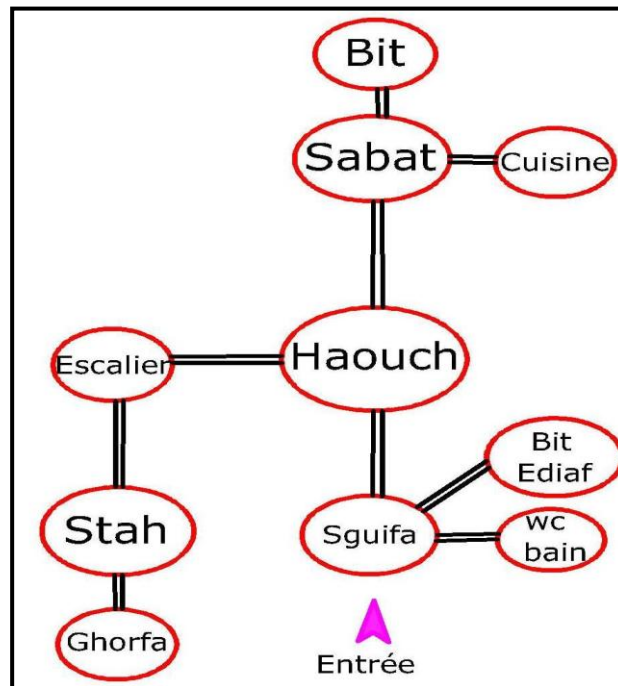 Bit
Sabat
Cuisine
Haouch
Escalier
Bit
Ediaf
Stah
Sguifa
wc
bain
Ghorfa
Entrée